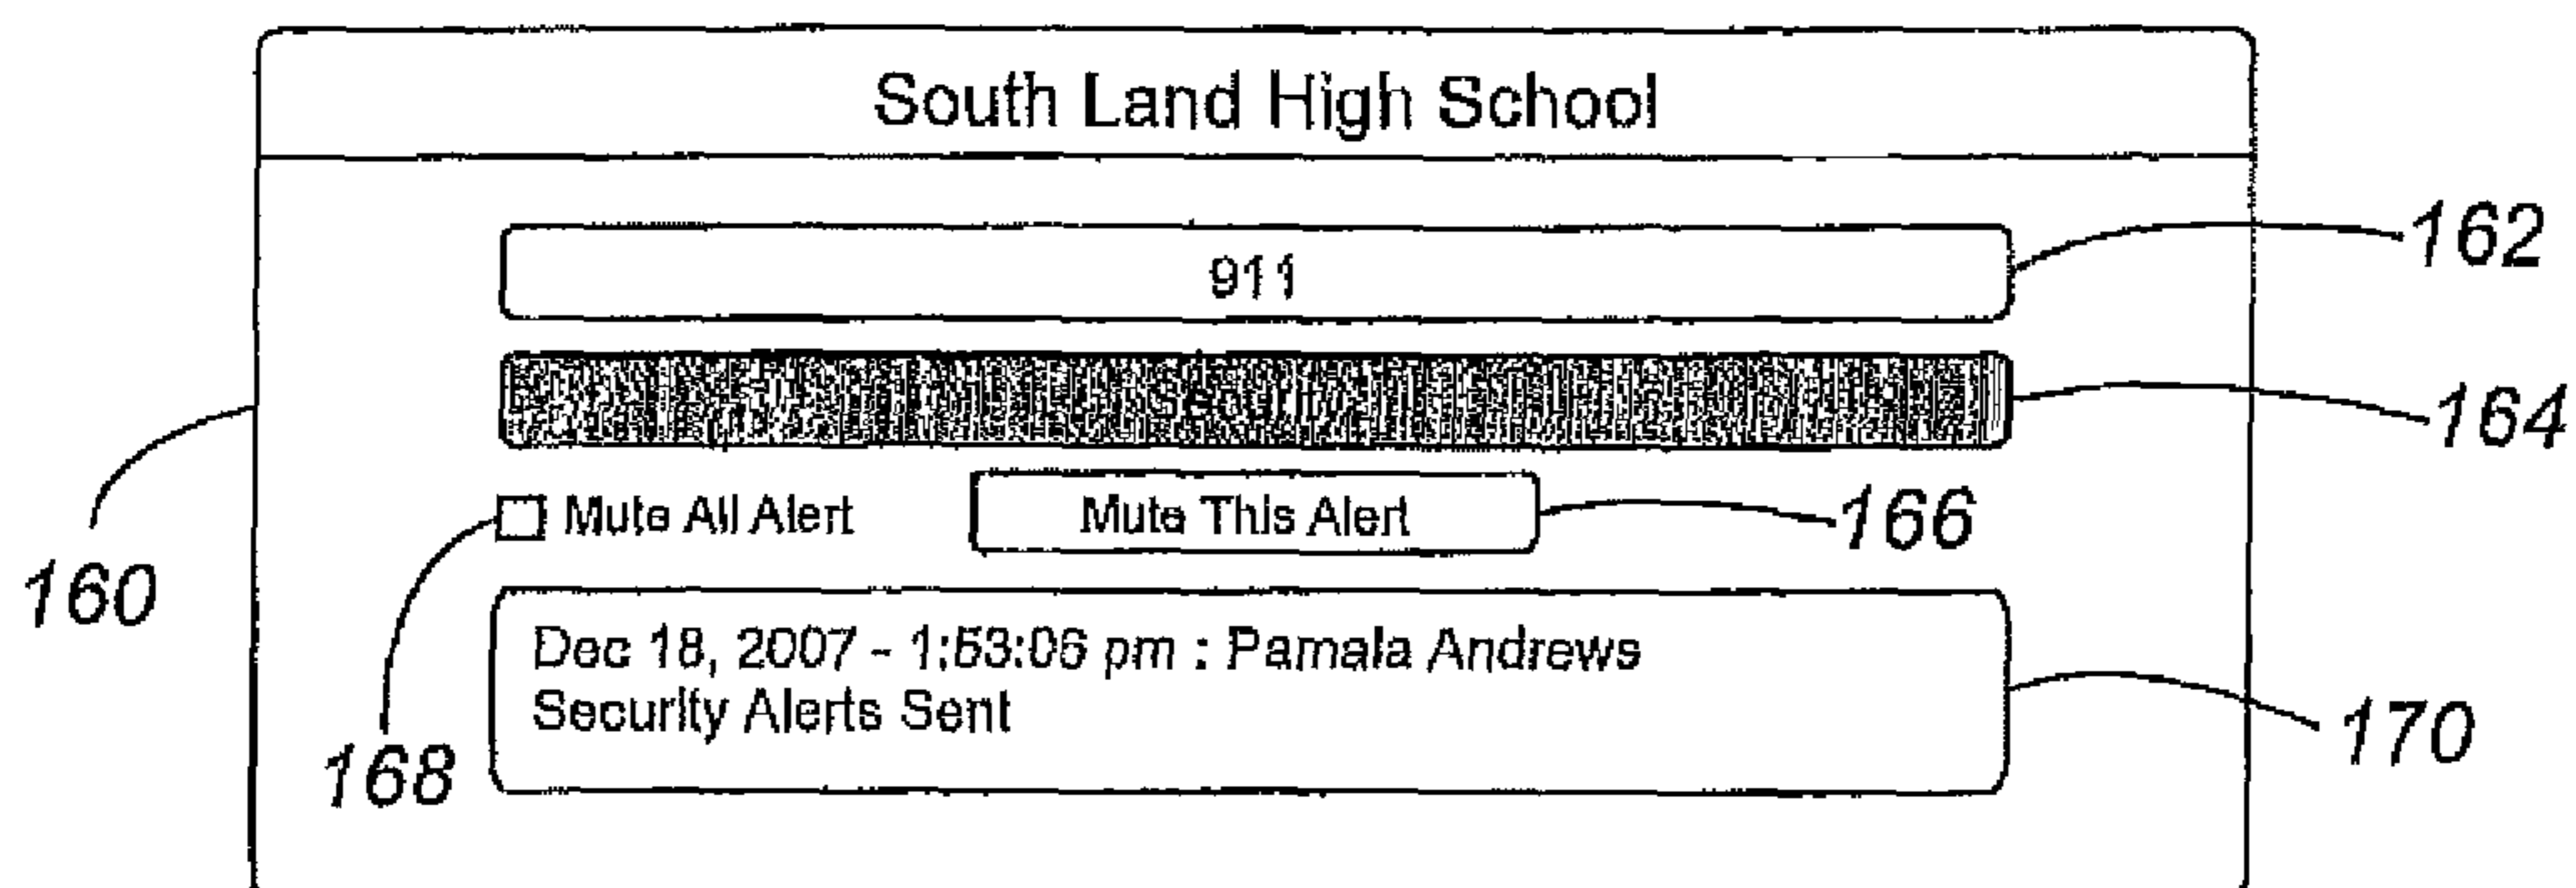 South Land High School
911
162
164
Mute All Alert
Mute This Alert
166
160
168
Dec 18, 2007 - 1:53:06 pm : Pamala Andrews
Security Alerts Sent
170